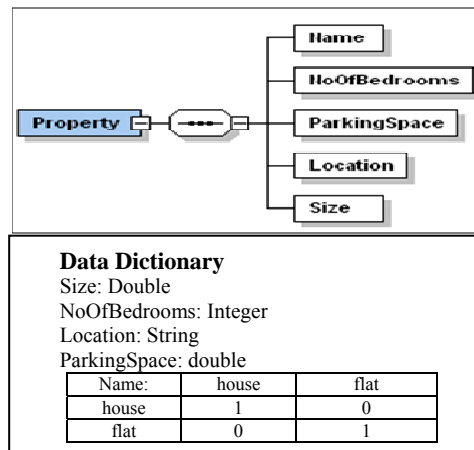 Name
NoOfBedrooms
Property
ParkingSpace
Location
Size
Data Dictionary
Size: Double
NoOfBedrooms: Integer
Location: String
ParkingSpace: double
Name: house flat
house 1 0
flat 0 1